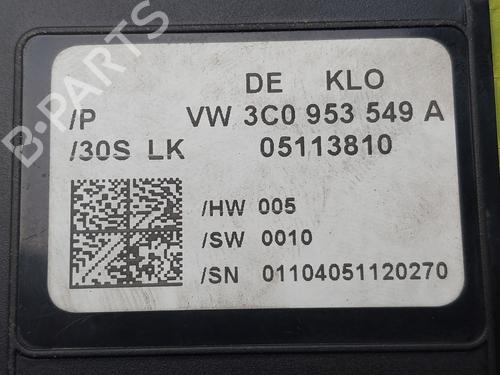 DE KLO
/P VW 3C0 953 549 A
/30S LK 05113810
/HW 005
/SW 0010
/SN 01104051120270
B-PARTS